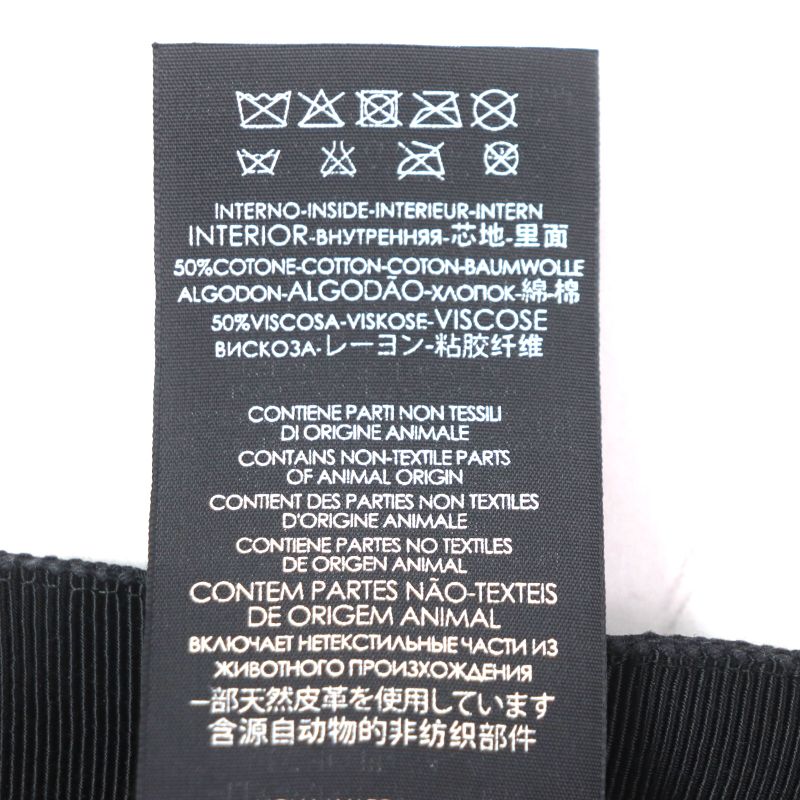 INTERNO-INSIDE-INTERIEUR-INTERN
INTERIOR-ВНУТРЕННЯЯ-芯地-里面
50%COTONE-COTTON-COTON-BAUMWOLLE
ALGODON-ALGODÃO-ХЛОПОК-綿-棉
50%VISCOSA-VISKOSE-VISCOSE
ВИСКОЗА-レーヨン-粘胶纤维
CONTIENE PARTI NON TESSILI
DI ORIGINE ANIMALE
CONTAINS NON-TEXTILE PARTS
OF ANIMAL ORIGIN
CONTIENT DES PARTIES NON TEXTILES
D'ORIGINE ANIMALE
CONTIENE PARTES NO TEXTILES
DE ORIGEN ANIMAL
CONTEM PARTES NÃO-TEXTEIS
DE ORIGEM ANIMAL
ВКЛЮЧАЕТ НЕТЕКСТИЛЬНЫЕ ЧАСТИ ИЗ
ЖИВОТНОГО ПРОИЗХОЖДЕНИЯ
一部天然皮革を使用しています
含源自动物的非纺织部件